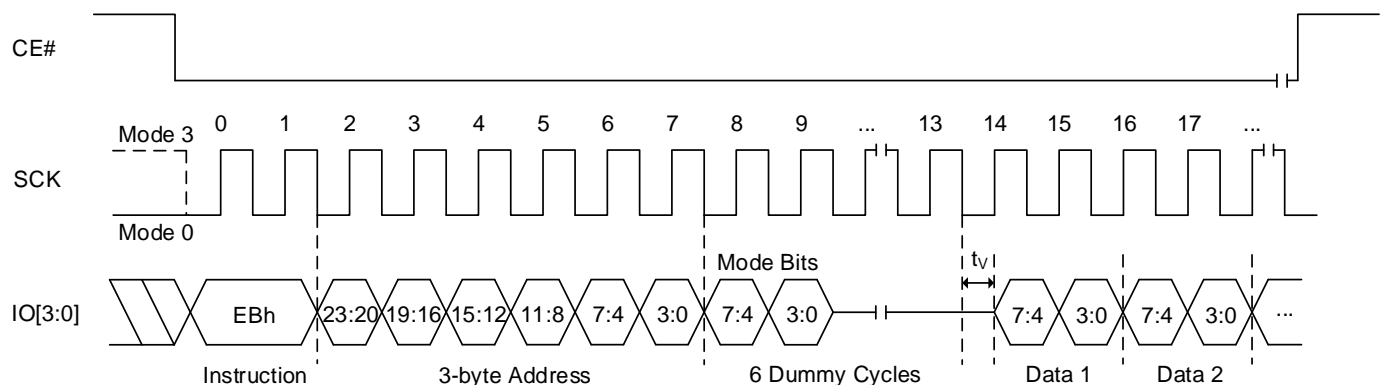 CE#
0 1 2 3 4 5 6 7 8 9 ... 13 14 15 16 17 ...
Mode 3
SCK
Mode 0
Mode Bits
tV
IO[3:0]
EBh 23:20 19:16 15:12 11:8 7:4 3:0 7:4 3:0 7:4 3:0 7:4 3:0 ...
Instruction 3-byte Address 6 Dummy Cycles Data 1 Data 2